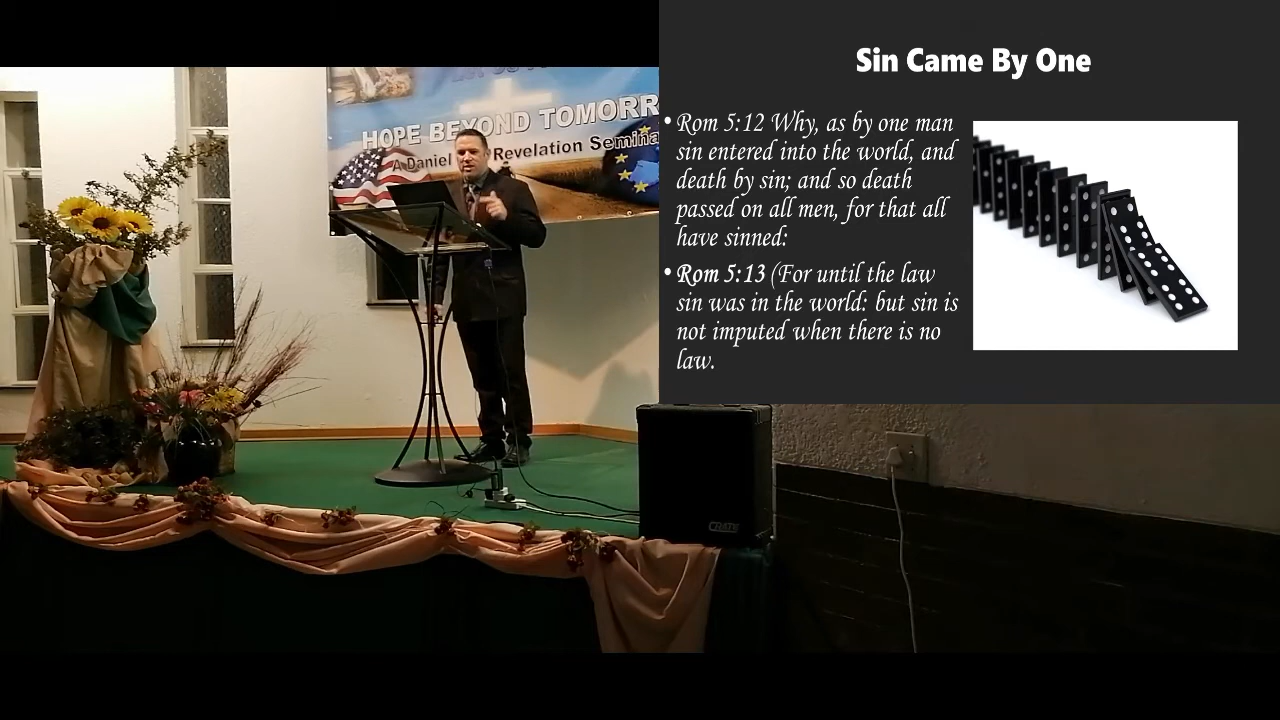 HOPE BEYOND TOMORR
A Daniel Revelation Semina
Sin Came By One
• Rom 5:12 Why, as by one man
sin entered into the world, and
death by sin; and so death
passed on all men, for that all
have sinned:
• Rom 5:13 (For until the law
sin was in the world: but sin is
not imputed when there is no
law.
CRATE